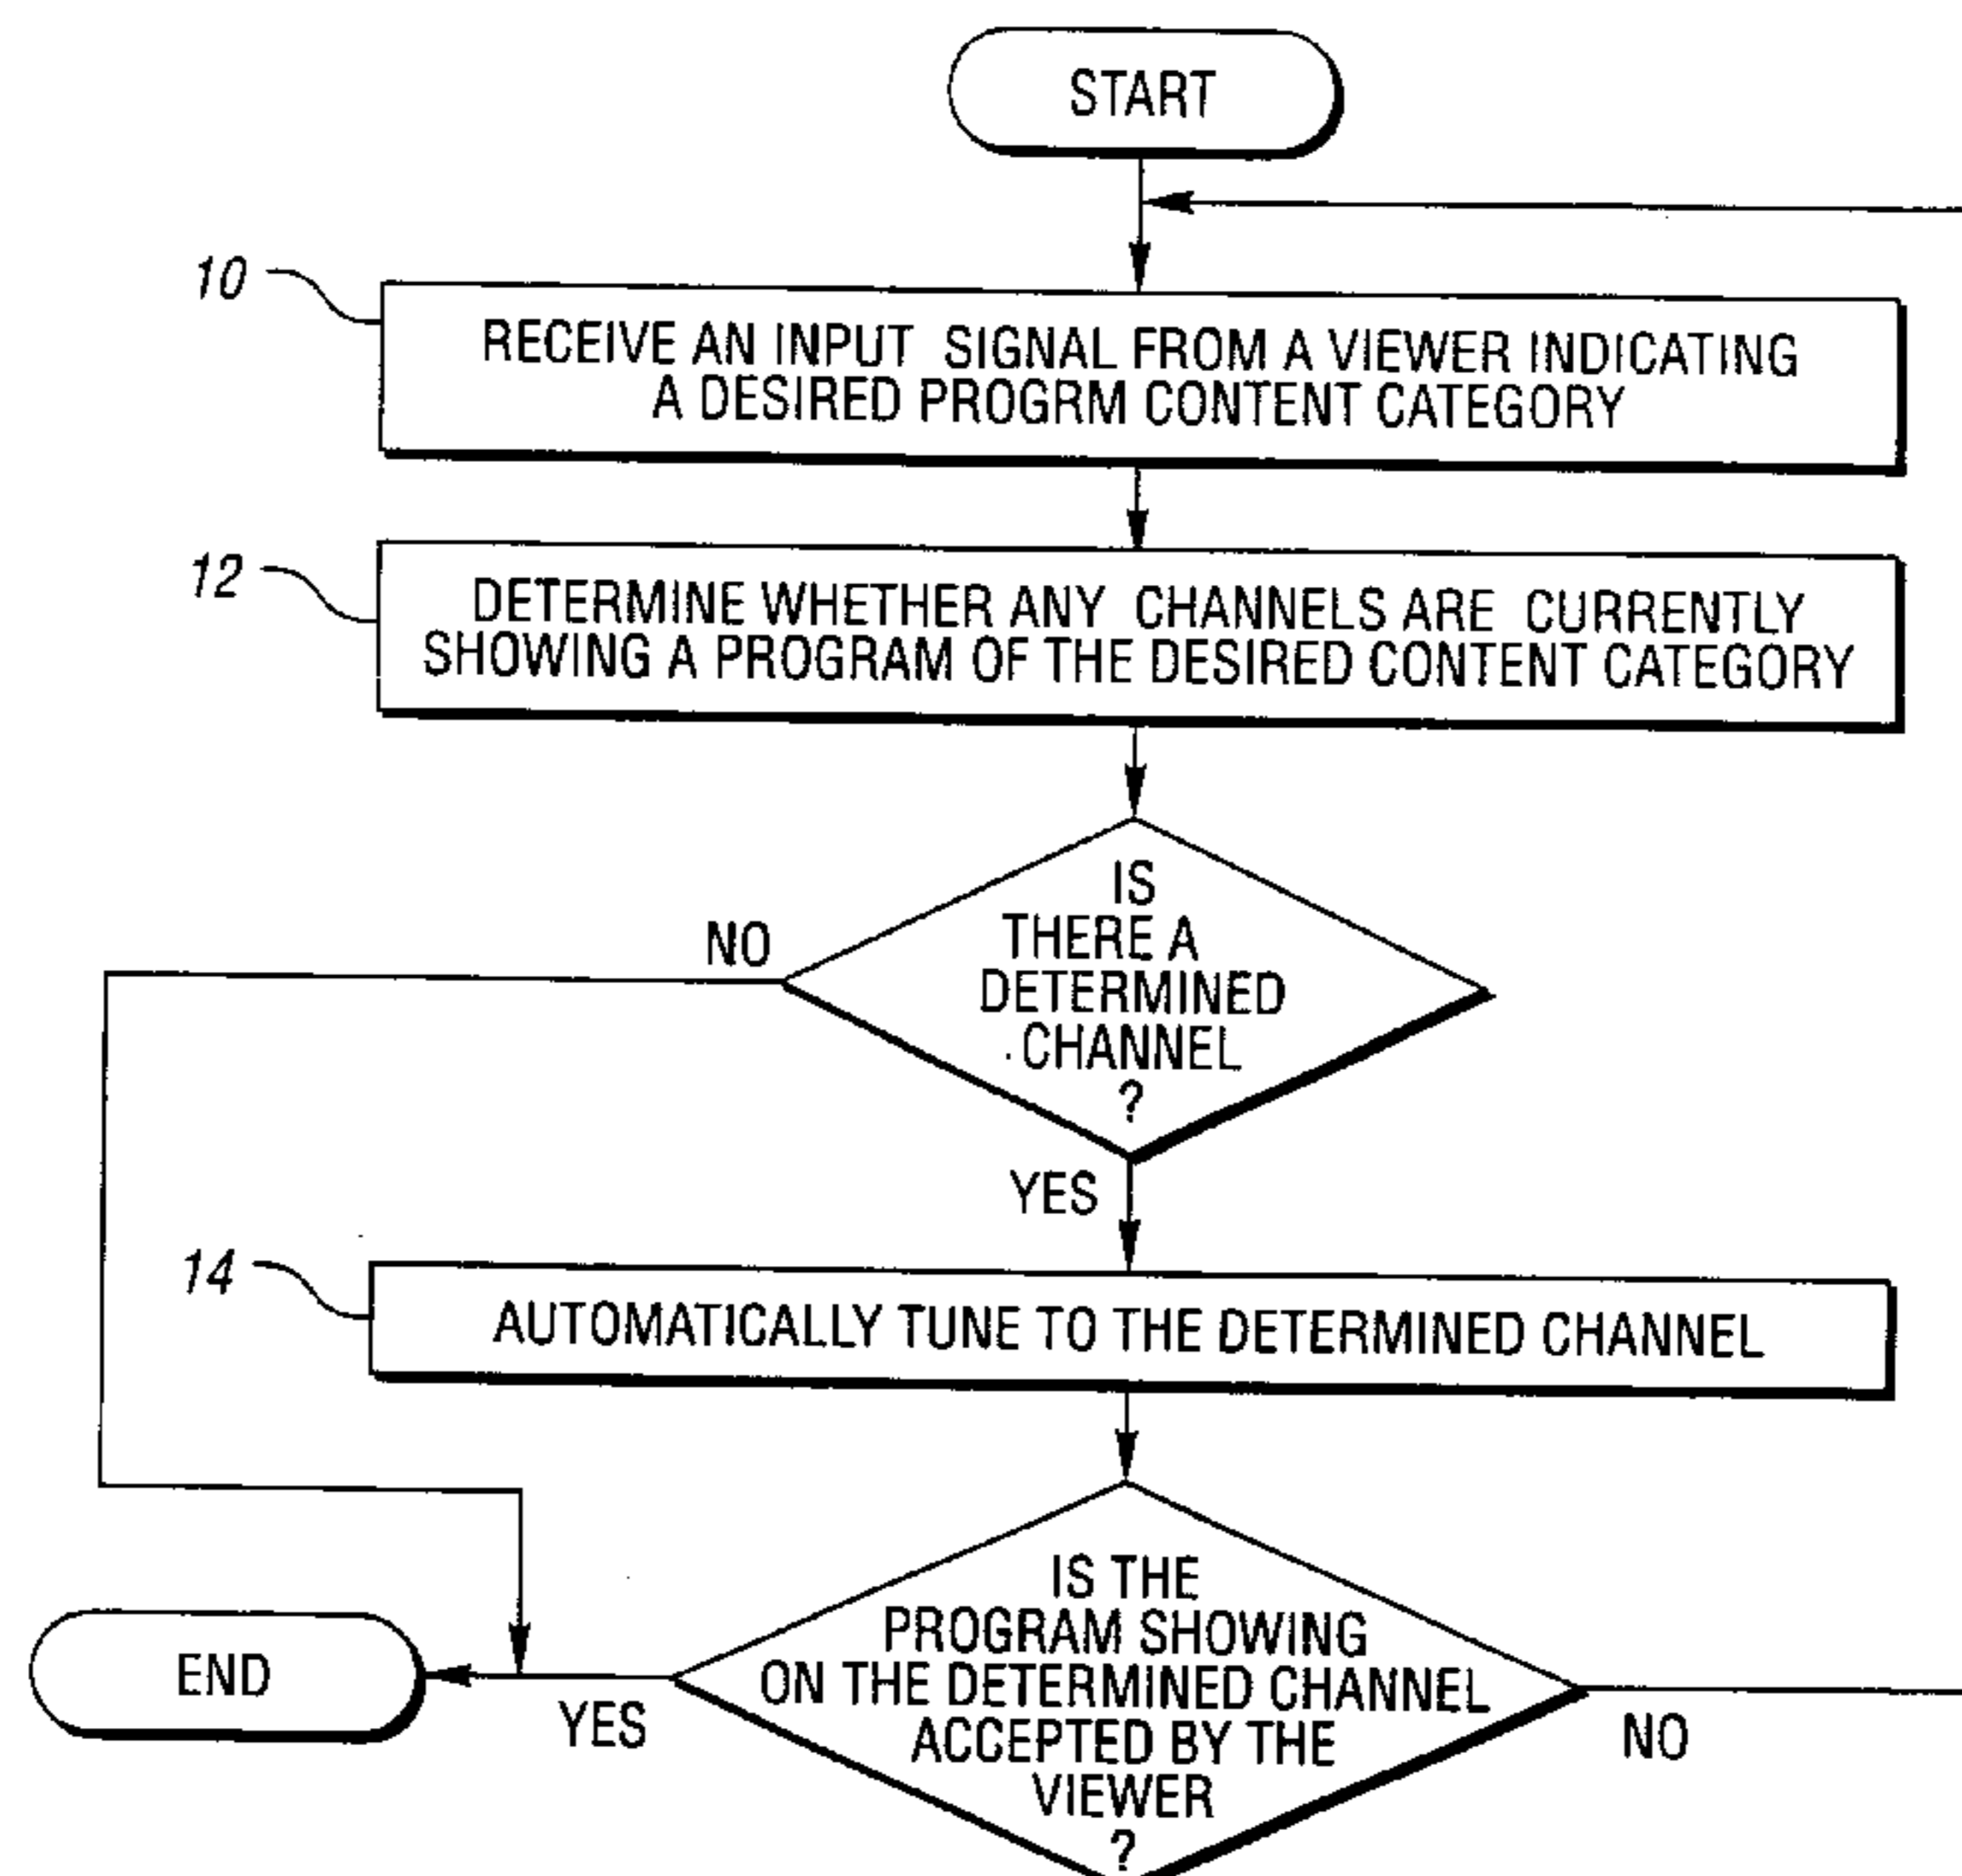 START
10
RECEIVE AN INPUT SIGNAL FROM A VIEWER INDICATING
A DESIRED PROGRM CONTENT CATEGORY
12
DETERMINE WHETHER ANY CHANNELS ARE CURRENTLY
SHOWING A PROGRAM OF THE DESIRED CONTENT CATEGORY
IS
THERE A
DETERMINED
CHANNEL
?
NO
YES
14
AUTOMATICALLY TUNE TO THE DETERMINED CHANNEL
IS THE
PROGRAM SHOWING
ON THE DETERMINED CHANNEL
ACCEPTED BY THE
VIEWER
?
END
YES
NO